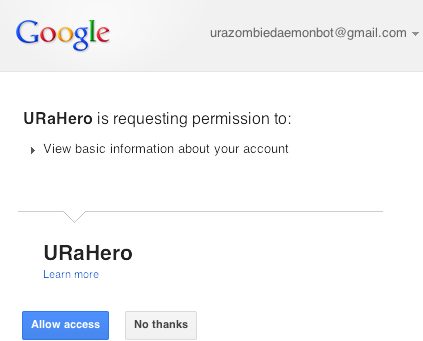 Google
urazombiedaemonbot@gmail.com
URaHero is requesting permission to:
View basic information about your account
URaHero
Learn more
Allow access
No thanks